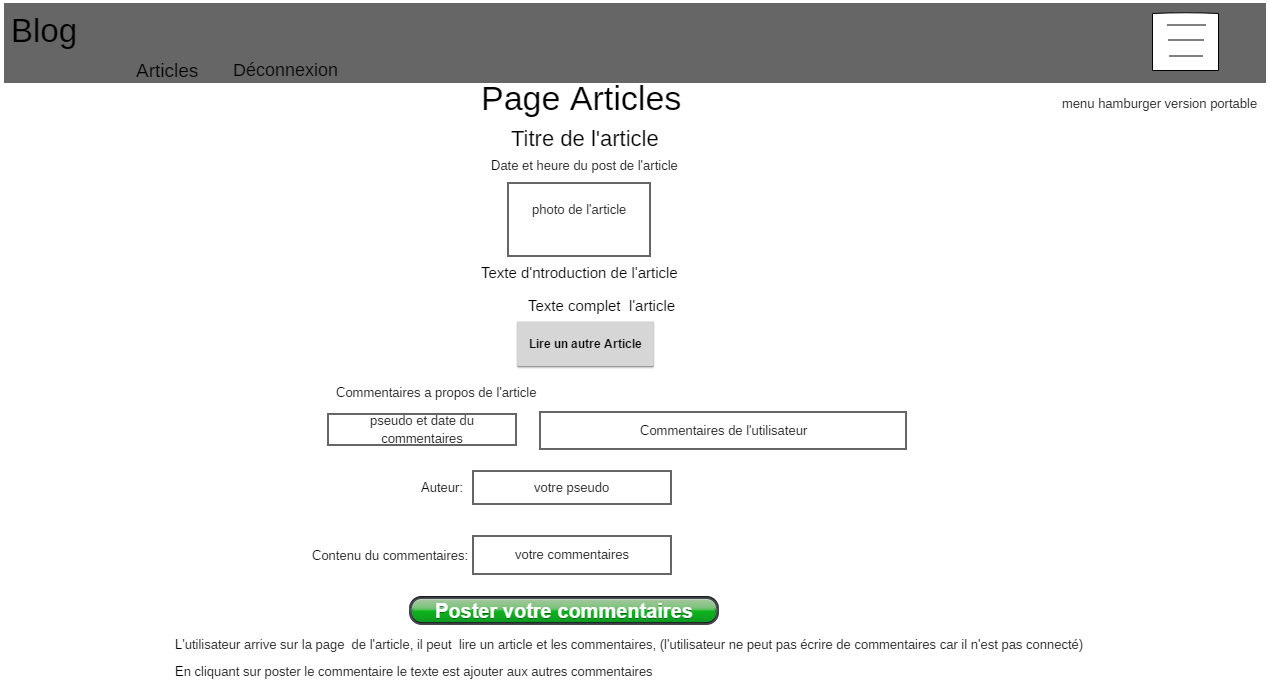 Blog
Articles Déconnexion
Page Articles
menu hamburger version portable
Titre de l'article
Date et heure du post de l'article
photo de l'article
Texte d'ntroduction de l'article
Texte complet  l'article
Lire un autre Article
Commentaires a propos de l'article
pseudo et date du
commentaires
Commentaires de l'utilisateur
Auteur: votre pseudo
Contenu du commentaires: votre commentaires
Poster votre commentaires
L'utilisateur arrive sur la page  de l'article, il peut  lire un article et les commentaires, (l'utilisateur ne peut pas écrire de commentaires car il n'est pas connecté)
En cliquant sur poster le commentaire le texte est ajouter aux autres commentaires